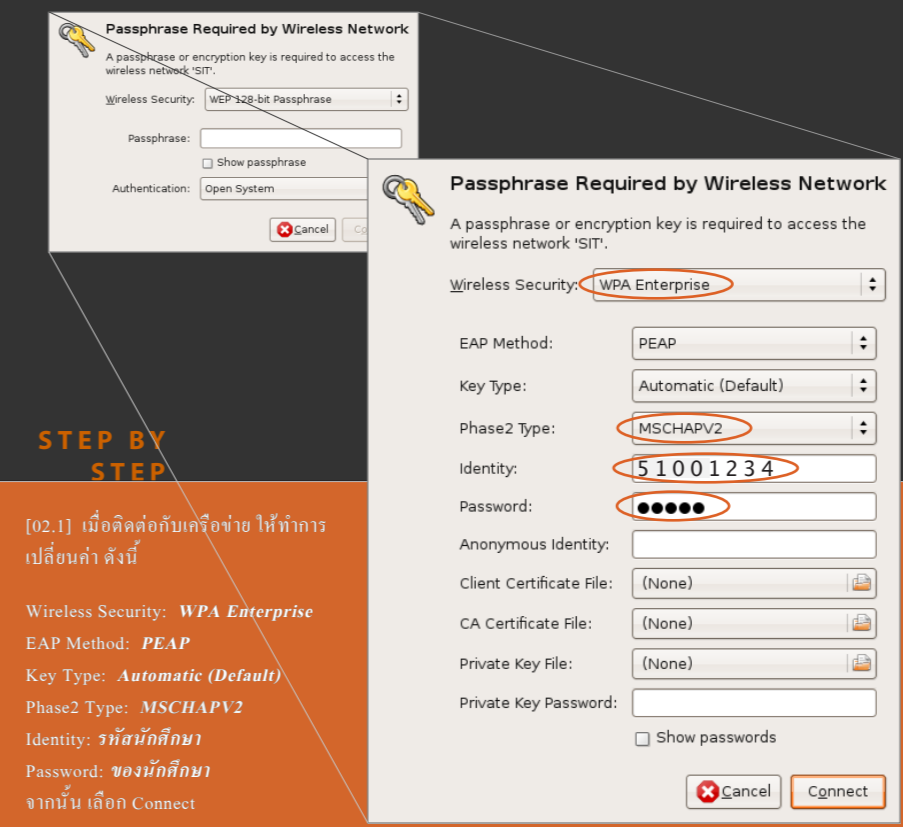 Passphrase Required by Wireless Network
A passphrase or encryption key is required to access the
wireless network 'SIT'.
Wireless Security: WEP 128-bit Passphrase
Passphrase:
Show passphrase
Authentication: Open System
Cancel
Passphrase Required by Wireless Network
A passphrase or encryption key is required to access the
wireless network 'SIT'.
Wireless Security: WPA Enterprise
EAP Method: PEAP
Key Type: Automatic (Default)
Phase2 Type: MSCHAPV2
Identity: 51001234
Password: ●●●●●
Anonymous Identity:
Client Certificate File: (None)
CA Certificate File: (None)
Private Key File: (None)
Private Key Password:
Show passwords
Cancel Connect
STEP BY
STEP
[02.1] เมื่อติดต่อกับเครือข่าย ให้ทำการ
เปลี่ยนค่า ดังนี้
Wireless Security: WPA Enterprise
EAP Method: PEAP
Key Type: Automatic (Default)
Phase2 Type: MSCHAPV2
Identity: รหัสนักศึกษา
Password: ของนักศึกษา
จากนั้น เลือก Connect